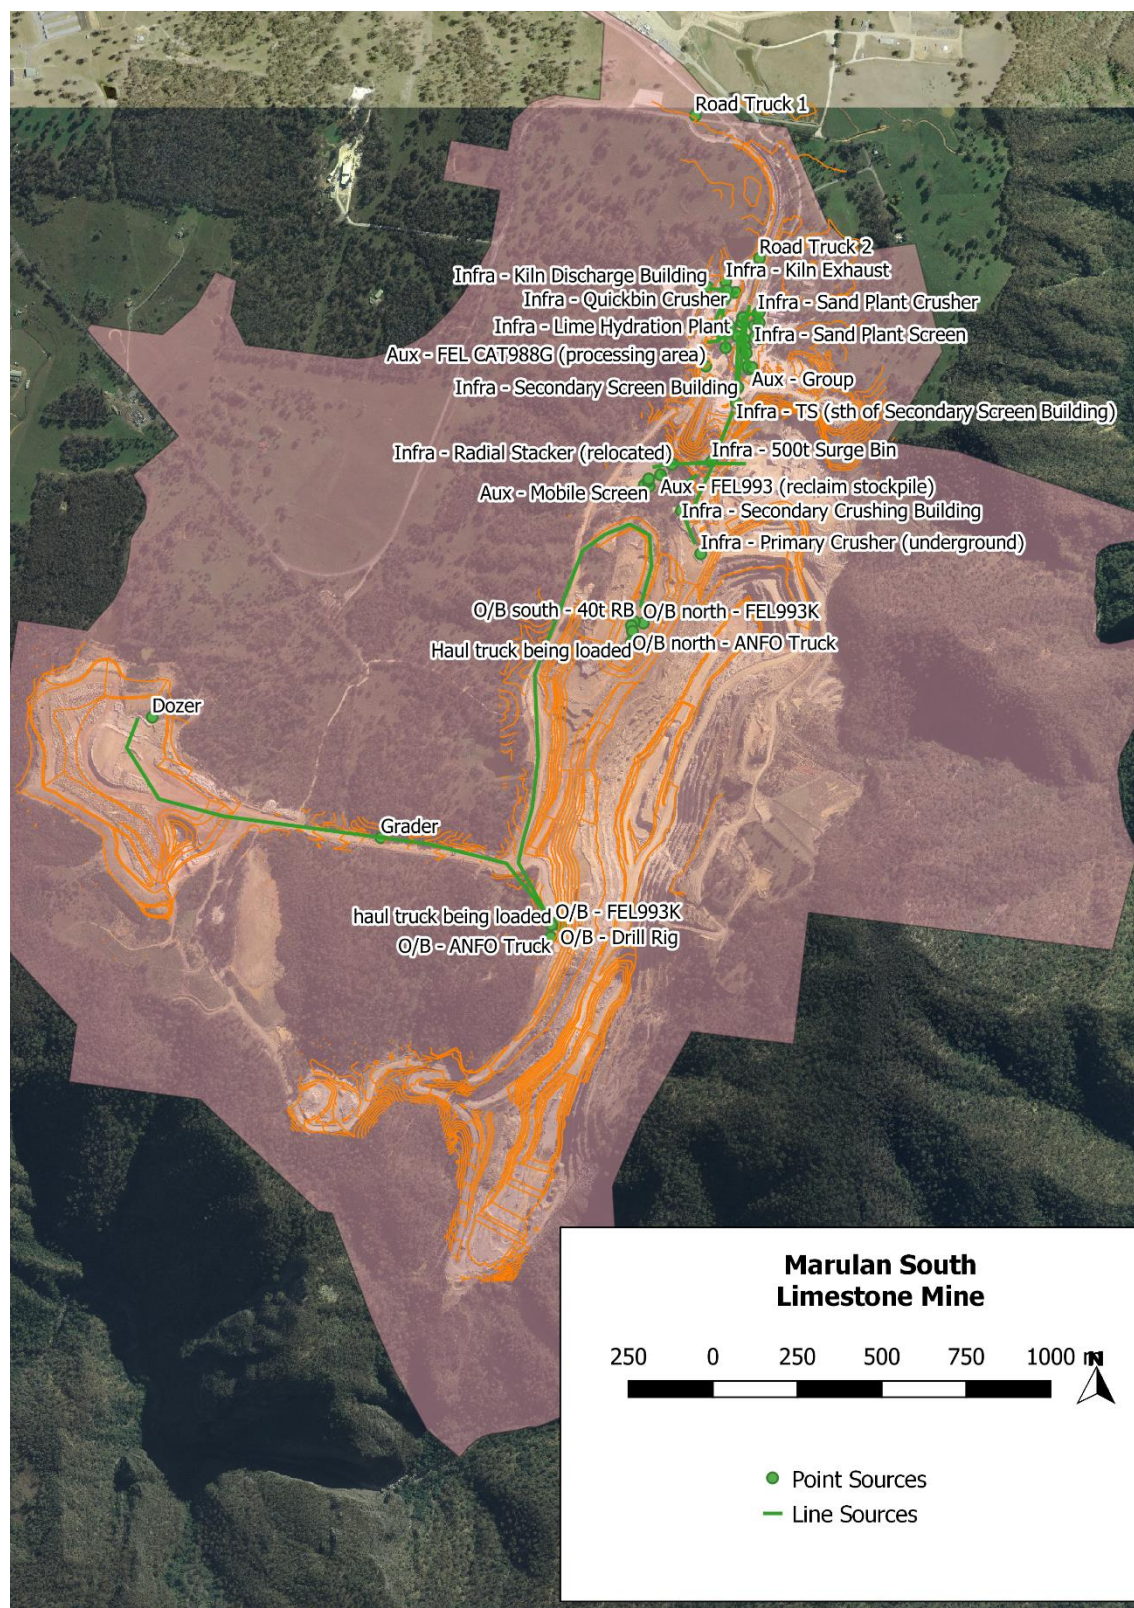 Road Truck 1
Road Truck 2
Infra - Kiln Discharge Building
Infra - Kiln Exhaust
Infra - Quickbin Crusher
Infra - Sand Plant Crusher
Infra - Lime Hydration Plant
Infra - Sand Plant Screen
Aux - FEL CAT988G (processing area)
Aux - Group
Infra - Secondary Screen Building
Infra - TS (sth of Secondary Screen Building)
Infra - Radial Stacker (relocated)
Infra - 500t Surge Bin
Aux - Mobile Screen
Aux - FEL993 (reclaim stockpile)
Infra - Secondary Crushing Building
Infra - Primary Crusher (underground)
O/B south - 40t RB
O/B north - FEL993K
Haul truck being loaded
O/B north - ANFO Truck
Dozer
Grader
haul truck being loaded
O/B - FEL993K
O/B - ANFO Truck
O/B - Drill Rig
Marulan South
Limestone Mine
250 0 250 500 750 1000 m
N
Point Sources
Line Sources